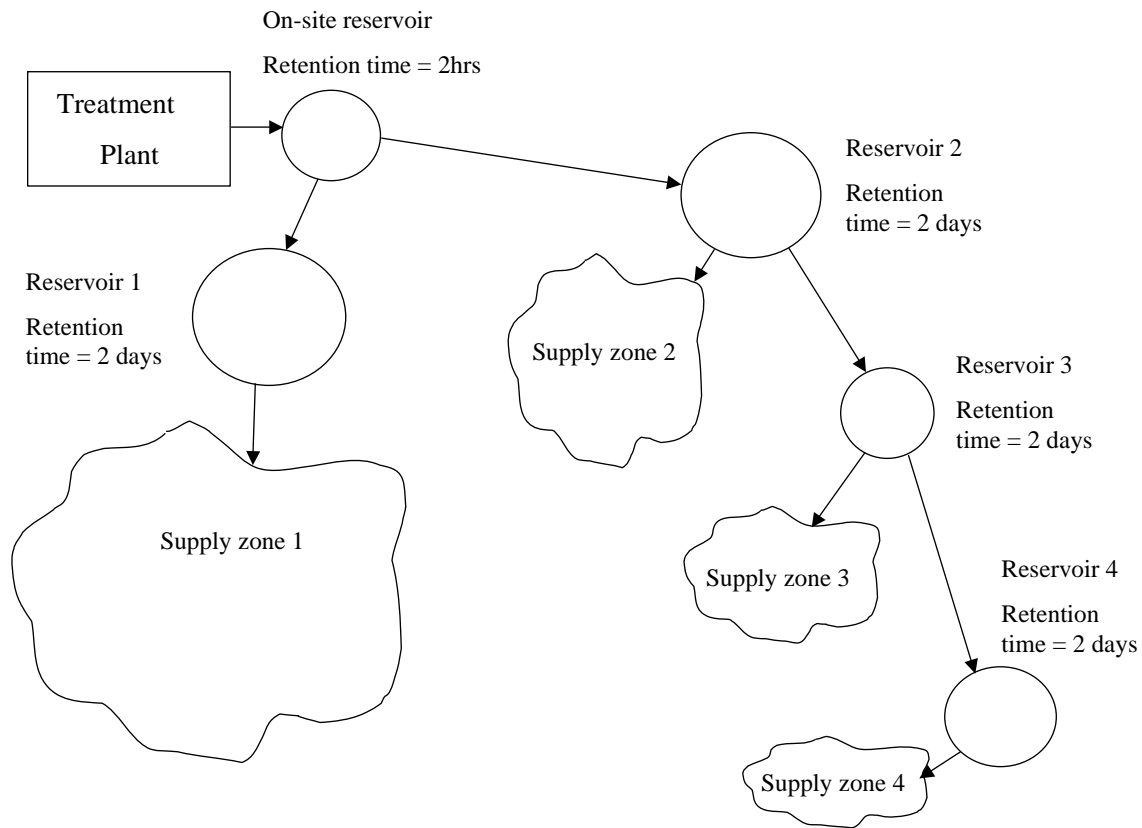 On-site reservoir
Retention time = 2hrs
Treatment
Plant
Reservoir 2
Retention
time = 2 days
Reservoir 1
Retention
time = 2 days
Supply zone 2
Reservoir 3
Retention
time = 2 days
Supply zone 1
Supply zone 3
Reservoir 4
Retention
time = 2 days
Supply zone 4